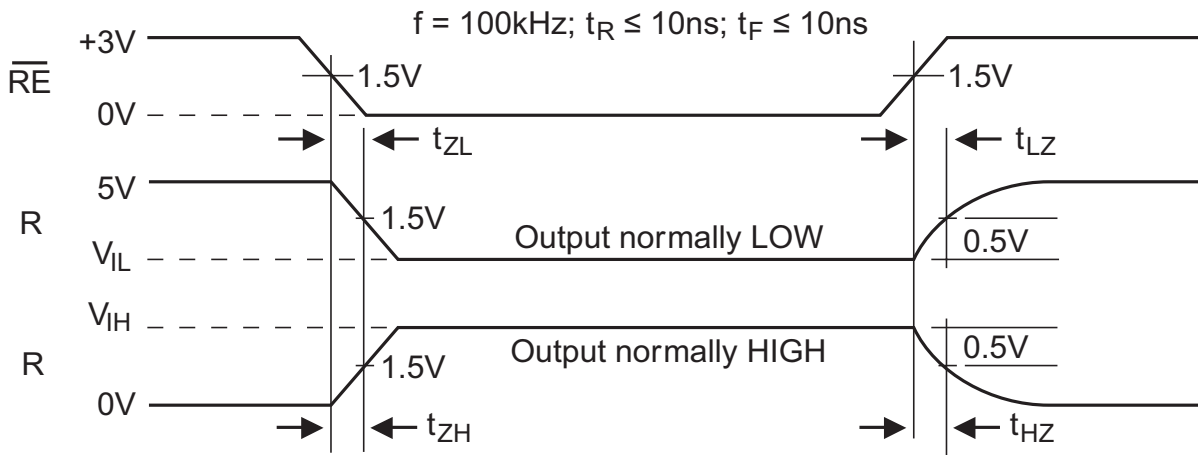 f = 100kHz; tR ≤ 10ns; tF ≤ 10ns
+3V
R̅E̅
1.5V
1.5V
0V
tZL
tLZ
5V
R
1.5V
Output normally LOW
0.5V
VIL
VIH
Output normally HIGH
0.5V
R
1.5V
0V
tZH
tHZ